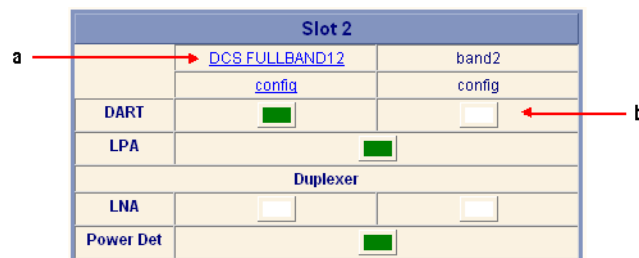 Slot 2
a DCS FULLBAND12 band2
config config
DART b
LPA
Duplexer
LNA
Power Det